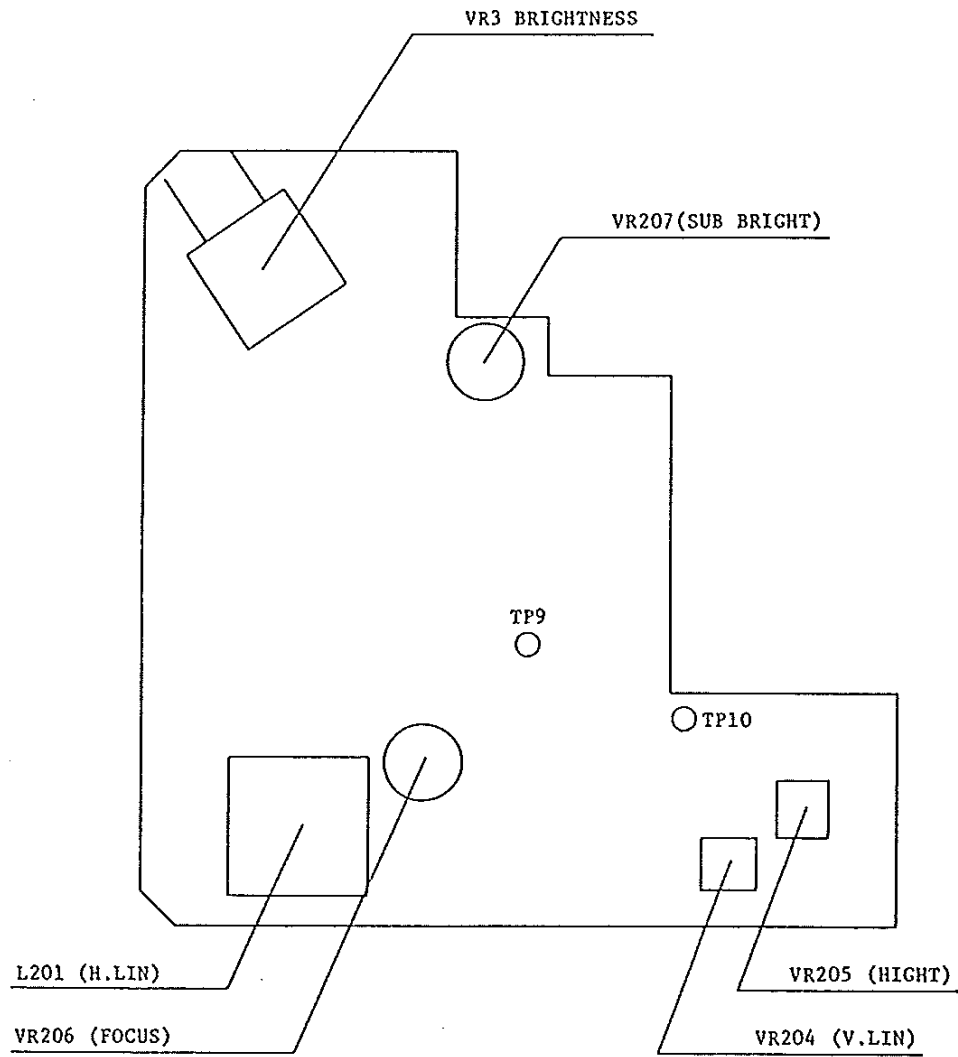 VR3 BRIGHTNESS
VR207(SUB BRIGHT)
TP9
TP10
L201 (H.LIN)
VR205 (HIGHT)
VR206 (FOCUS)
VR204 (V.LIN)